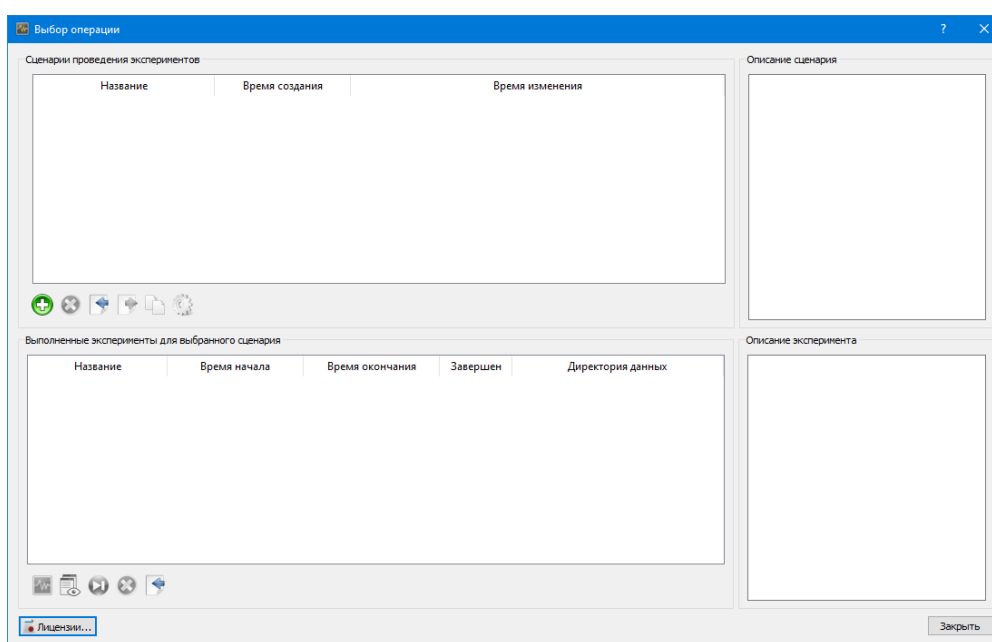 Выбор операции
Сценарии проведения экспериментов
Название Время создания Время изменения
Описание сценария
Выполненные эксперименты для выбранного сценария
Название Время начала Время окончания Завершен Директория данных
Описание эксперимента
Лицензии...
Закрыть